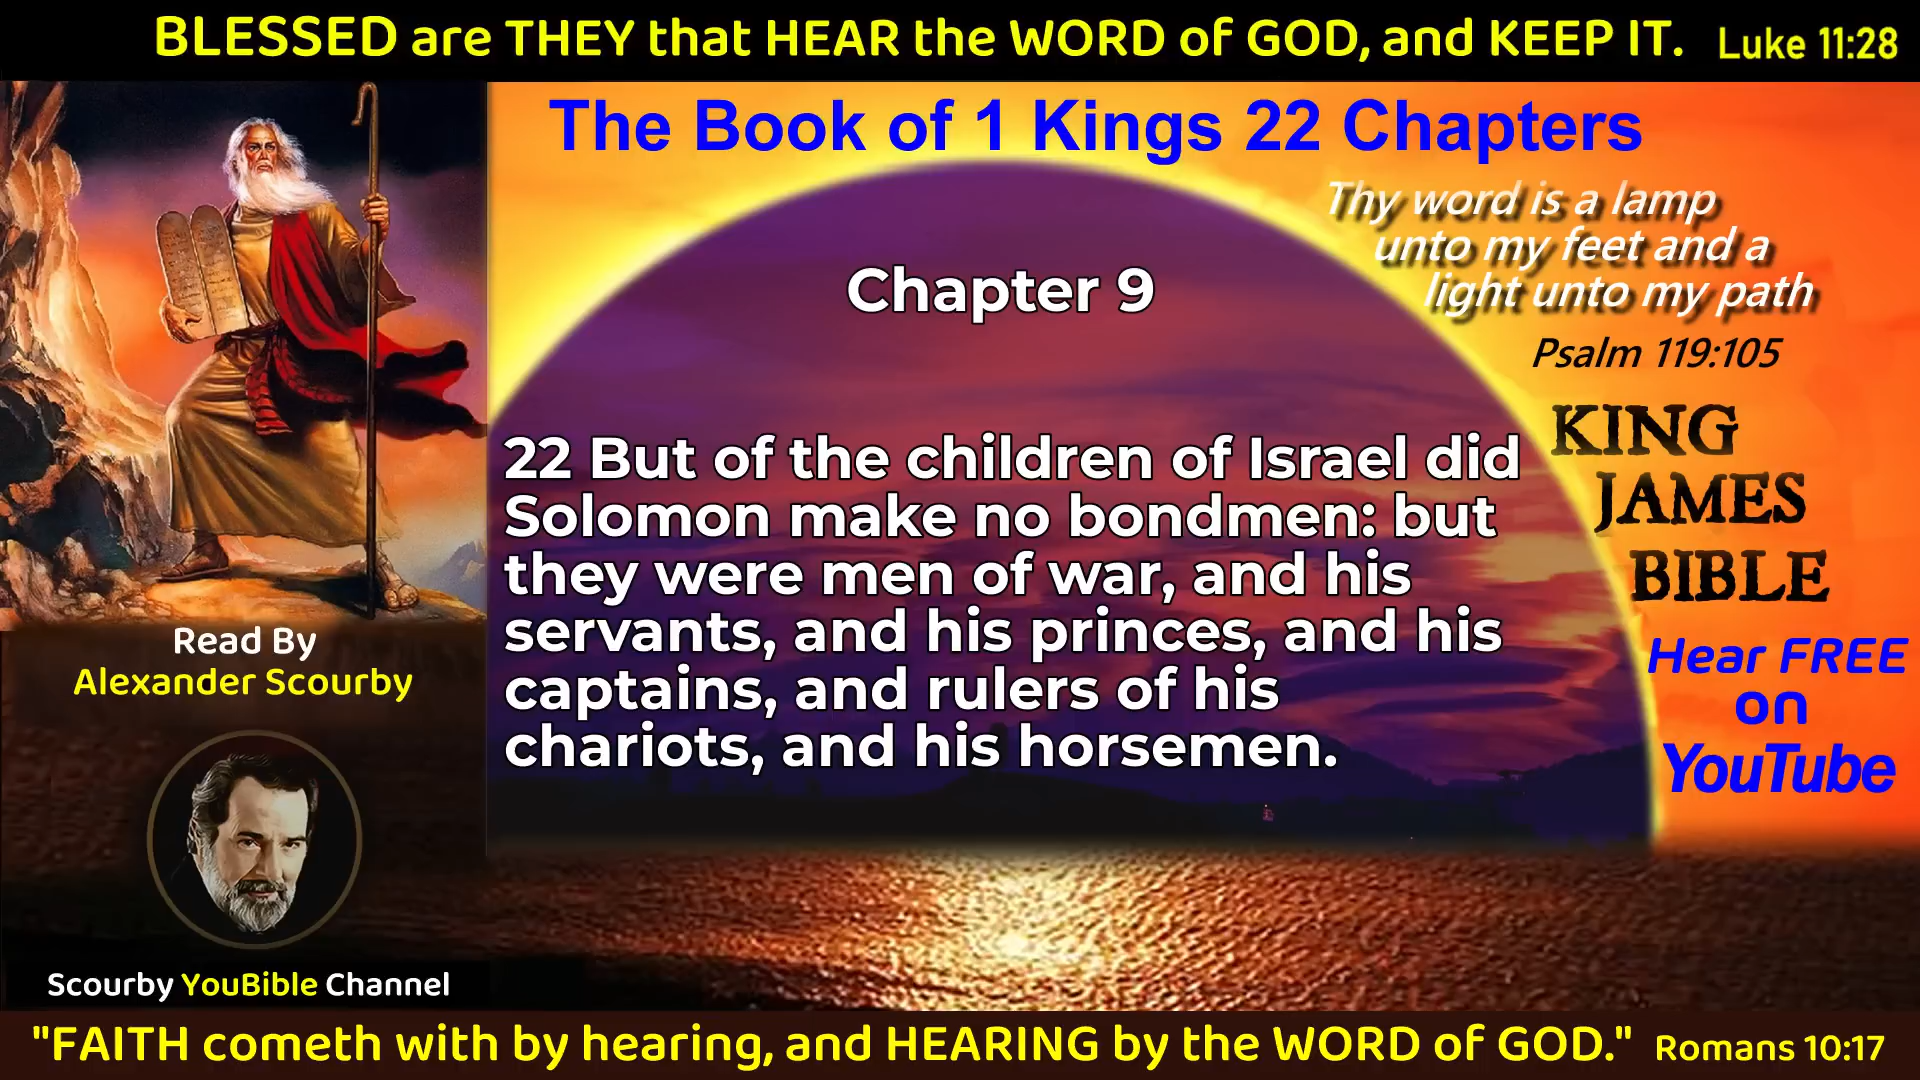 BLESSED are THEY that HEAR the WORD of GOD, and KEEP IT. Luke 11:28
The Book of 1 Kings 22 Chapters
Thy word is a lamp
unto my feet and a
light unto my path
Psalm 119:105
Chapter 9
22 But of the children of Israel did
Solomon make no bondmen: but
they were men of war, and his
servants, and his princes, and his
captains, and rulers of his
chariots, and his horsemen.
KING
JAMES
BIBLE
Hear FREE
on
YouTube
Read By
Alexander Scourby
Scourby YouBible Channel
"FAITH cometh with by hearing, and HEARING by the WORD of GOD." Romans 10:17